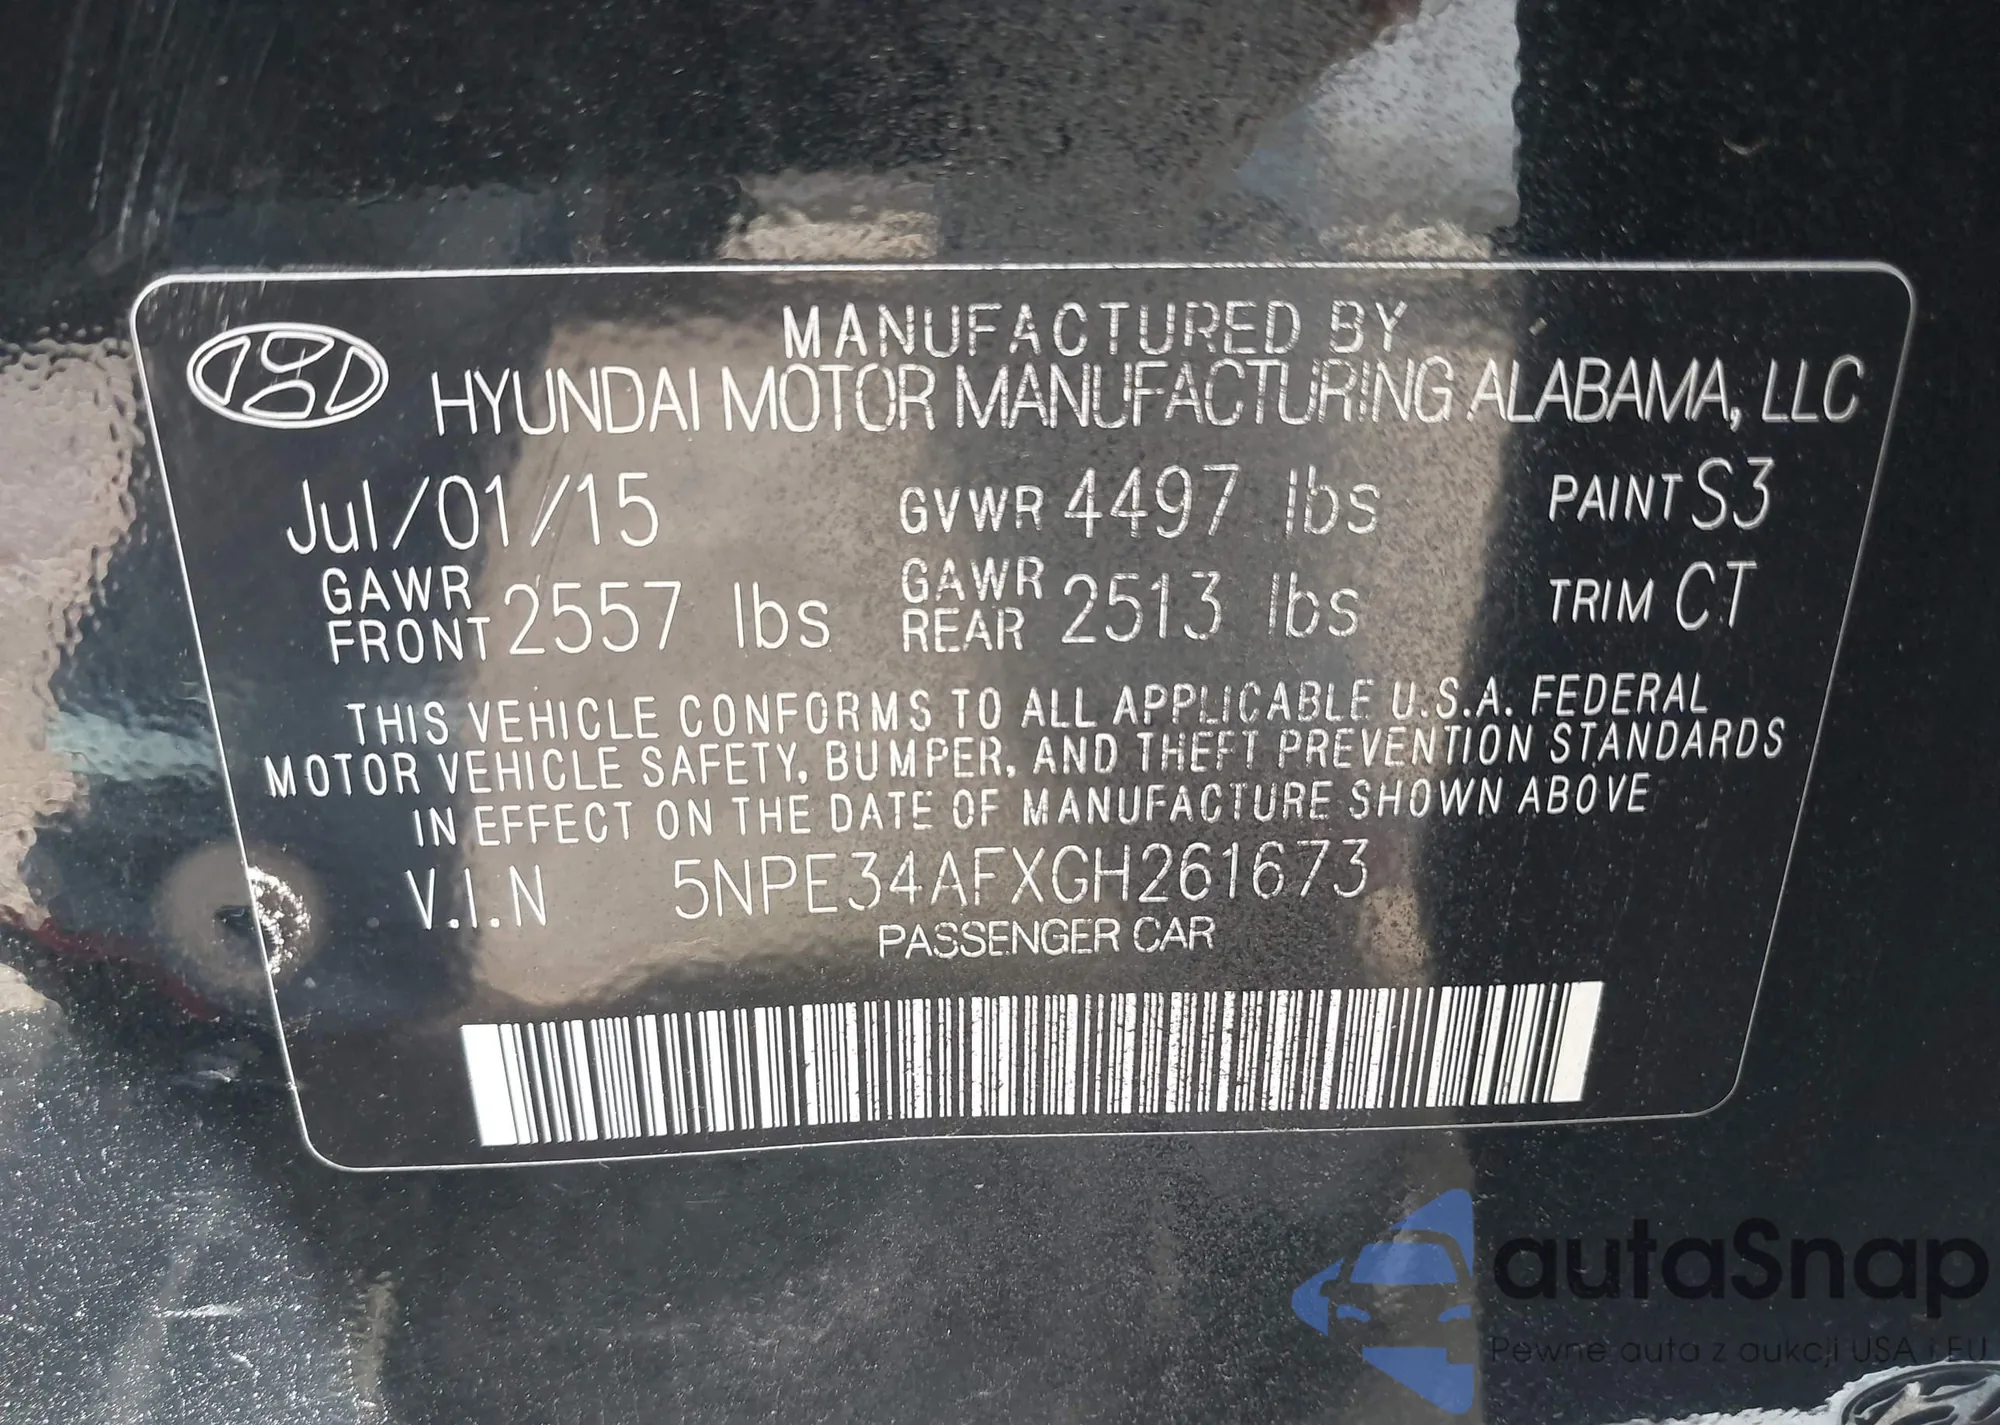 MANUFACTURED BY
HYUNDAI MOTOR MANUFACTURING ALABAMA, LLC
Jul/01/15 GVWR 4497 lbs PAINT S3
GAWR FRONT 2557 lbs GAWR REAR 2513 lbs TRIM CT
THIS VEHICLE CONFORMS TO ALL APPLICABLE U.S.A. FEDERAL
MOTOR VEHICLE SAFETY, BUMPER, AND THEFT PREVENTION STANDARDS
IN EFFECT ON THE DATE OF MANUFACTURE SHOWN ABOVE
V.I.N 5NPE34AFXGH261673
PASSENGER CAR
autaSnap
Pewne auta z aukcji USA i EU